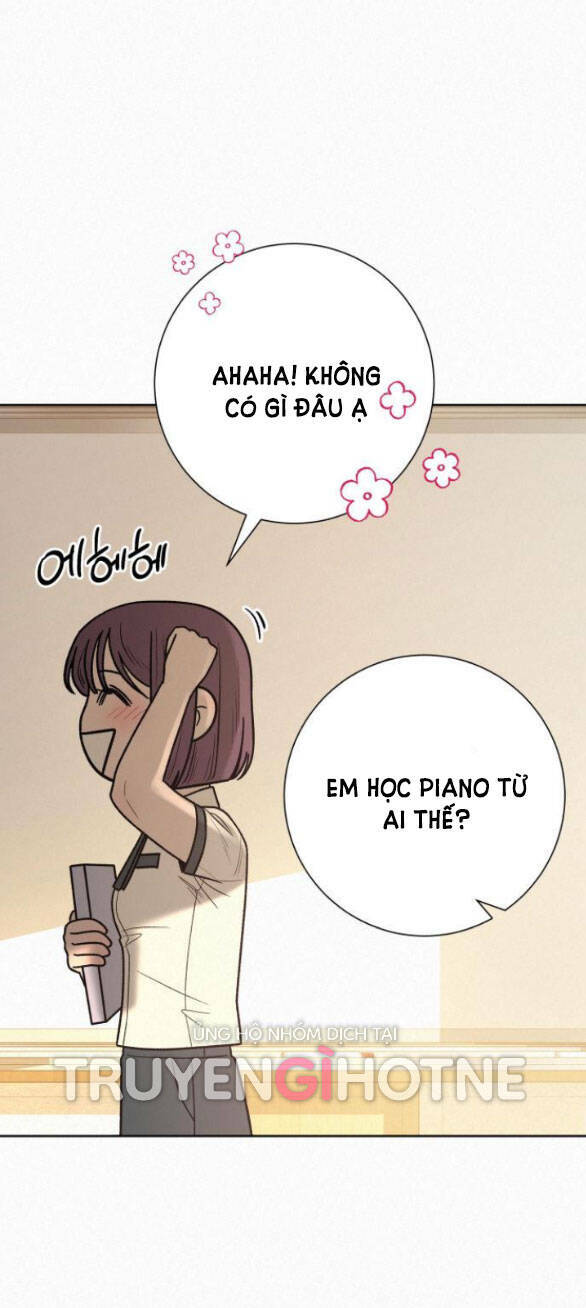 AHAHA! KHÔNG
CÓ GÌ ĐÂU Ạ
에헤헤
EM HỌC PIANO TỪ
AI THẾ?
ỦNG HỘ NHÓM DỊCH TẠI
TRUYENGÌHOTNE